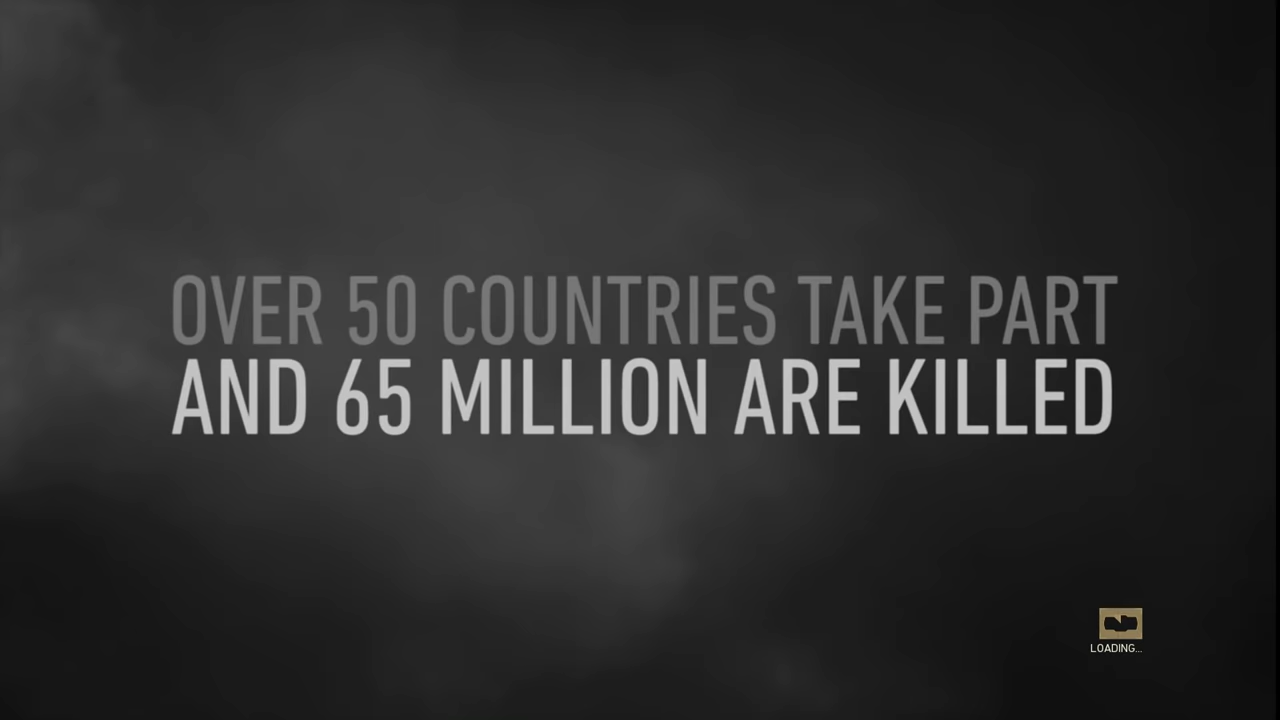 OVER 50 COUNTRIES TAKE PART
AND 65 MILLION ARE KILLED
LOADING...